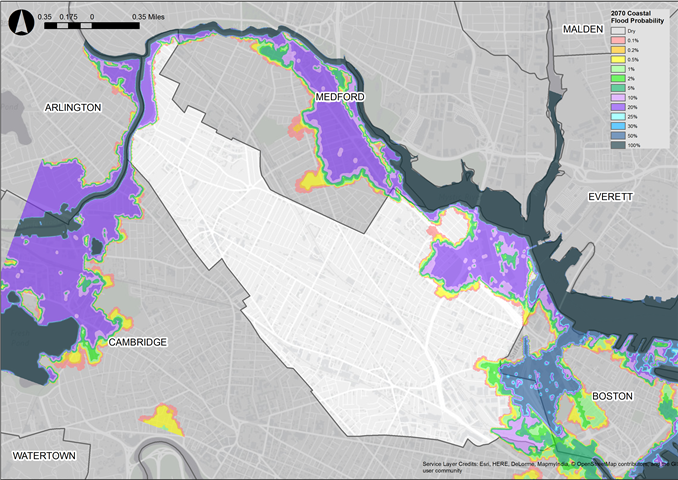 0.35 0.175 0 0.35 Miles
2070 Coastal
Flood Probability
Dry
0.1%
0.2%
0.5%
1%
2%
5%
10%
20%
25%
30%
50%
100%
MALDEN
ARLINGTON
MEDFORD
EVERETT
CAMBRIDGE
BOSTON
WATERTOWN
Service Layer Credits: Esri, HERE, DeLorme, MapmyIndia, © OpenStreetMap contributors, and the GI
user community